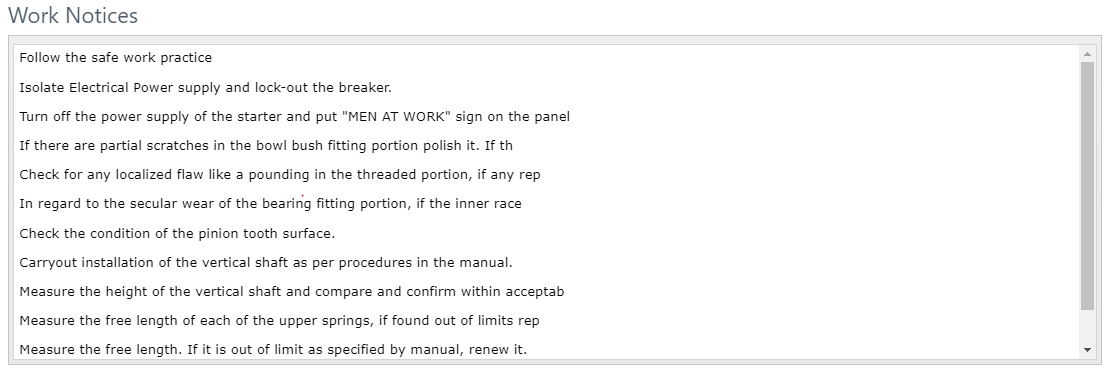 Work Notices
Follow the safe work practice
Isolate Electrical Power supply and lock-out the breaker.
Turn off the power supply of the starter and put "MEN AT WORK" sign on the panel
If there are partial scratches in the bowl bush fitting portion polish it. If th
Check for any localized flaw like a pounding in the threaded portion, if any rep
In regard to the secular wear of the bearing fitting portion, if the inner race
Check the condition of the pinion tooth surface.
Carryout installation of the vertical shaft as per procedures in the manual.
Measure the height of the vertical shaft and compare and confirm within acceptab
Measure the free length of each of the upper springs, if found out of limits rep
Measure the free length. If it is out of limit as specified by manual, renew it.